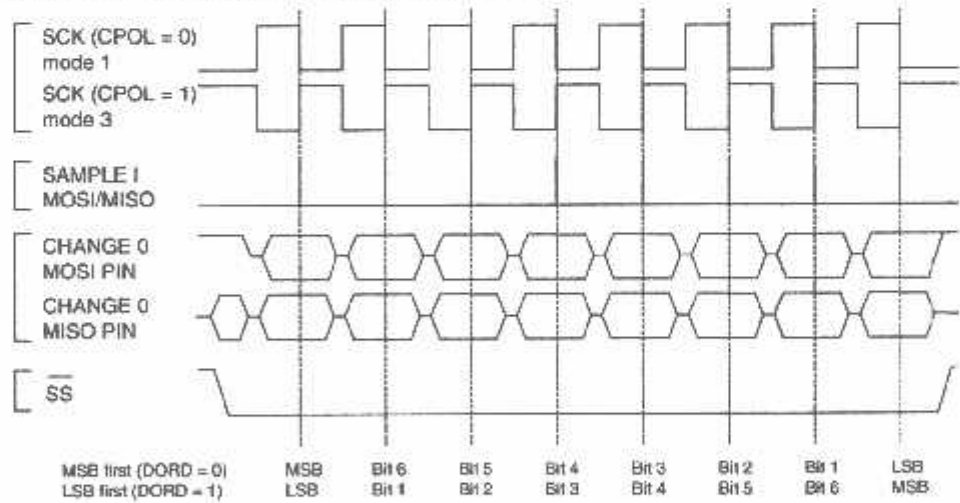 SCK (CPOL = 0)
mode 1
SCK (CPOL = 1)
mode 3
SAMPLE I
MOSI/MISO
CHANGE 0
MOSI PIN
CHANGE 0
MISO PIN
SS
MSB first (DORD = 0) MSB Bit 6 Bit 5 Bit 4 Bit 3 Bit 2 Bit 1 LSB
LSB first (DORD = 1) LSB Bit 1 Bit 2 Bit 3 Bit 4 Bit 5 Bit 6 MSB